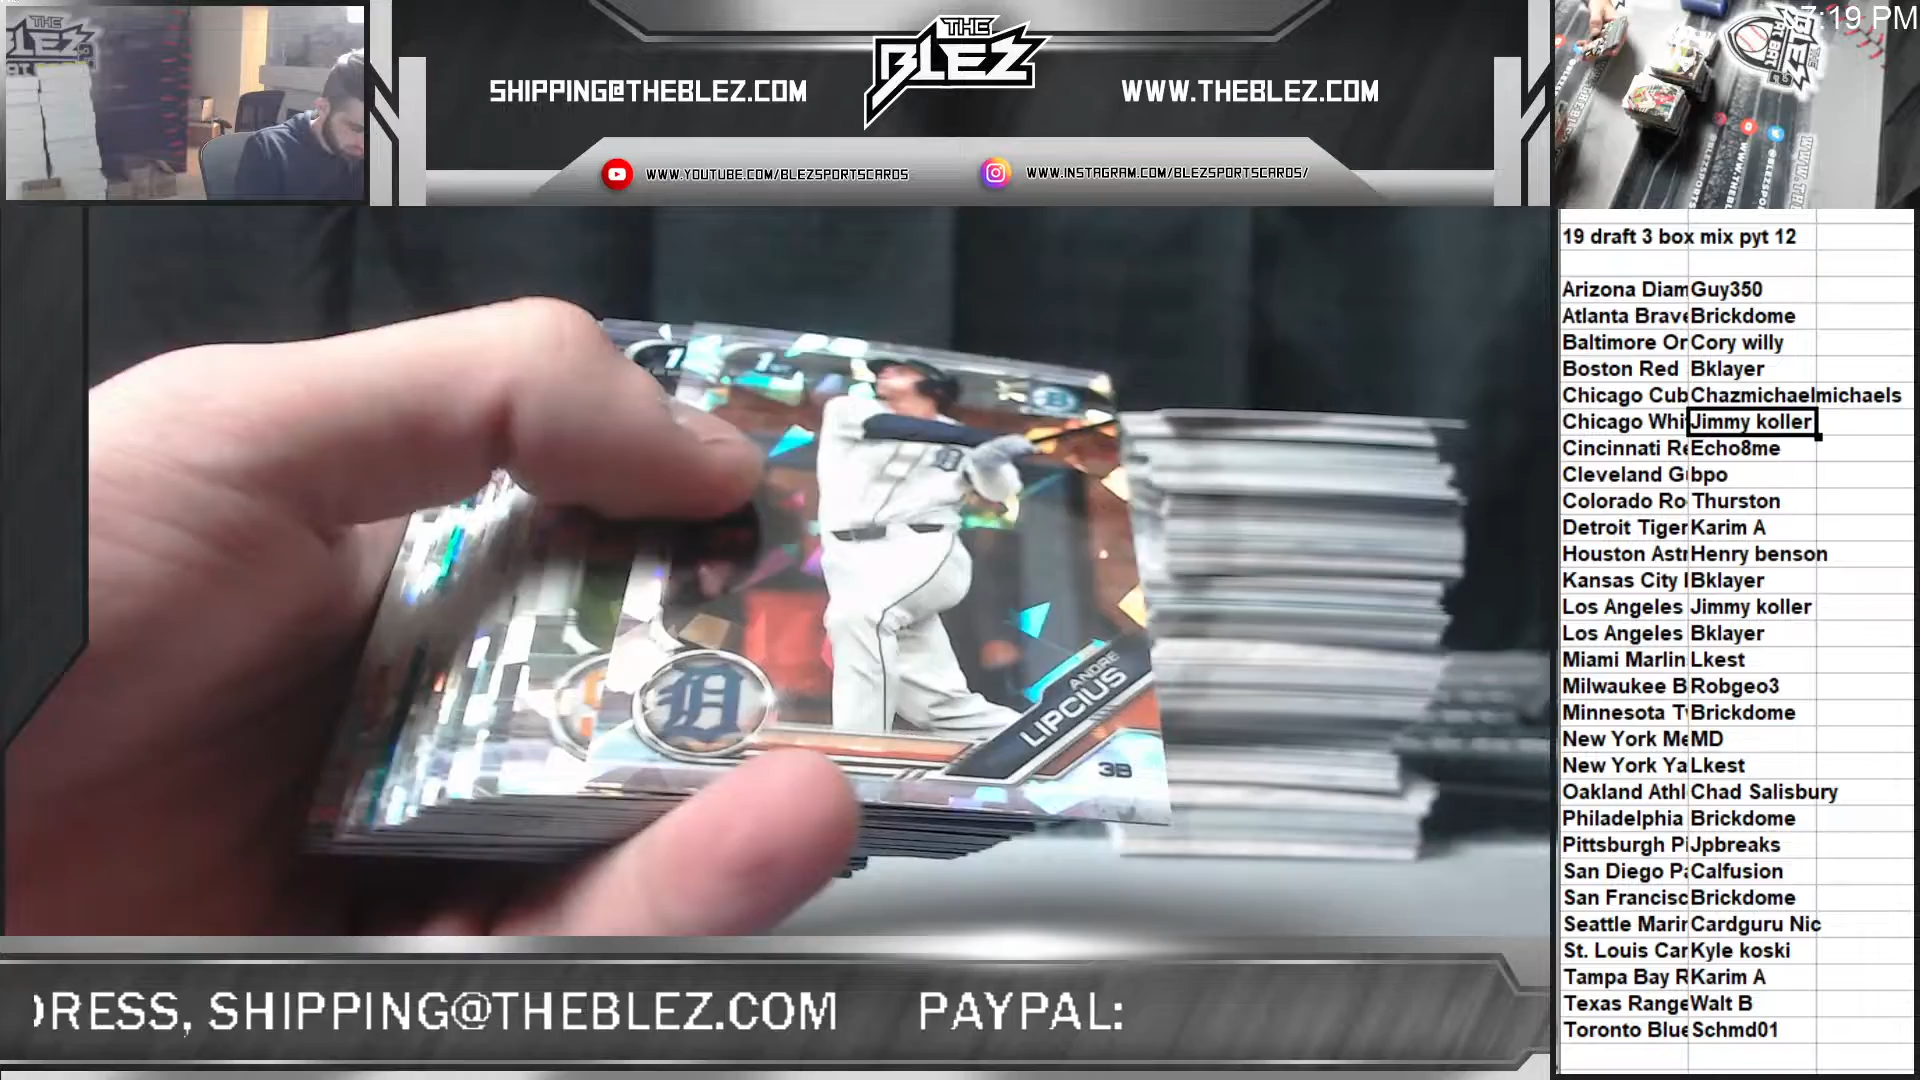 THE
BLEZ
SHIPPING@THEBLEZ.COM
WWW.THEBLEZ.COM
WWW.YOUTUBE.COM/BLEZSPORTSCARDS
WWW.INSTAGRAM.COM/BLEZSPORTSCARDS/
7:19 PM
19 draft 3 box mix pyt 12
Arizona Diam Guy350
Atlanta Brave Brickdome
Baltimore Or Cory willy
Boston Red Bklayer
Chicago Cub Chazmichaelmichaels
Chicago Whi Jimmy koller
Cincinnati Re Echo8me
Cleveland G bpo
Colorado Ro Thurston
Detroit Tiger Karim A
Houston Astr Henry benson
Kansas City Bklayer
Los Angeles Jimmy koller
Los Angeles Bklayer
Miami Marlin Lkest
Milwaukee B Robgeo3
Minnesota Tw Brickdome
New York Me MD
New York Ya Lkest
Oakland Athl Chad Salisbury
Philadelphia Brickdome
Pittsburgh Pi Jpbreaks
San Diego Pa Calfusion
San Francisc Brickdome
Seattle Marin Cardguru Nic
St. Louis Car Kyle koski
Tampa Bay R Karim A
Texas Range Walt B
Toronto Blue Schmd01
ANDRE
LIPCIUS
3B
DRESS, SHIPPING@THEBLEZ.COM PAYPAL: